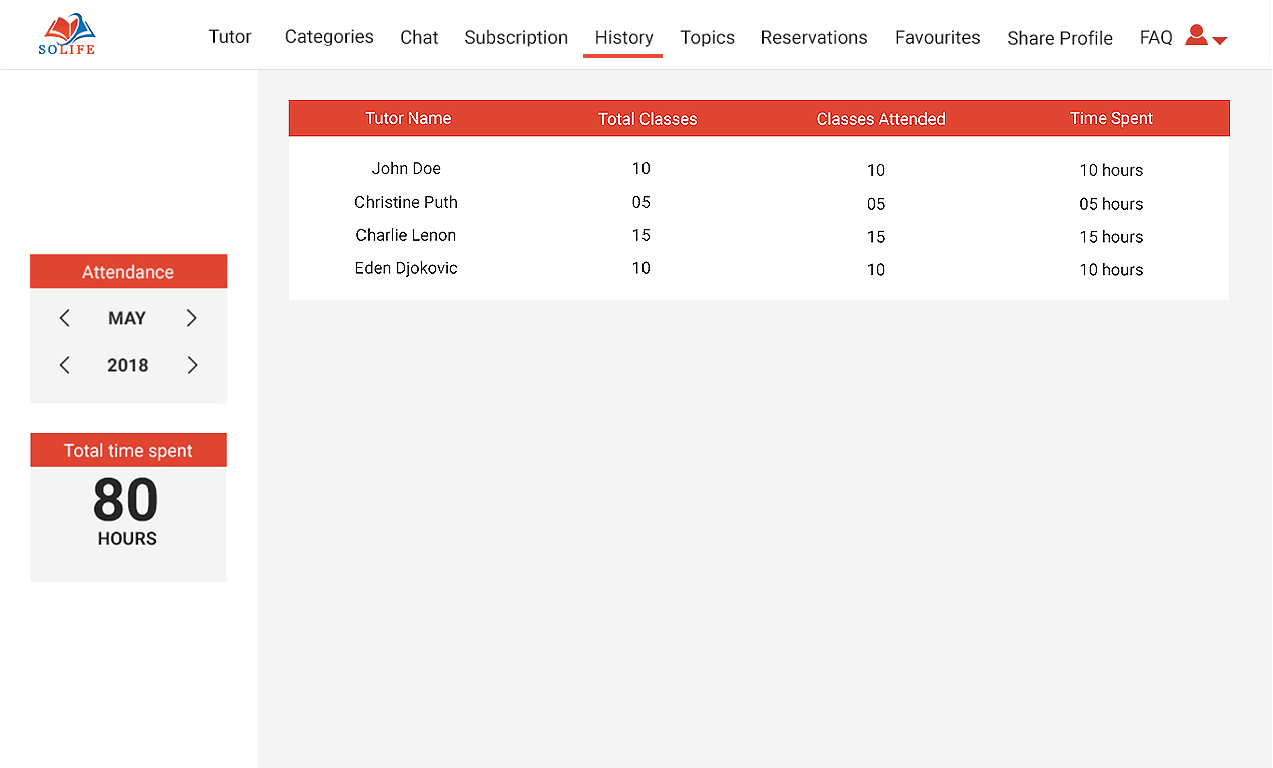 SOLIFE
Tutor Categories Chat Subscription History Topics Reservations Favourites Share Profile FAQ
Attendance
MAY
2018
Total time spent
80
HOURS
Tutor Name Total Classes Classes Attended Time Spent
John Doe 10 10 10 hours
Christine Puth 05 05 05 hours
Charlie Lenon 15 15 15 hours
Eden Djokovic 10 10 10 hours